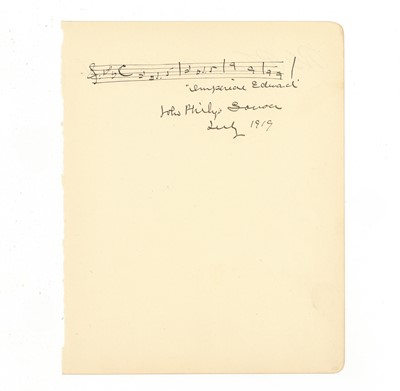 "Imperial Edward"
John Philip Sousa
July 1919